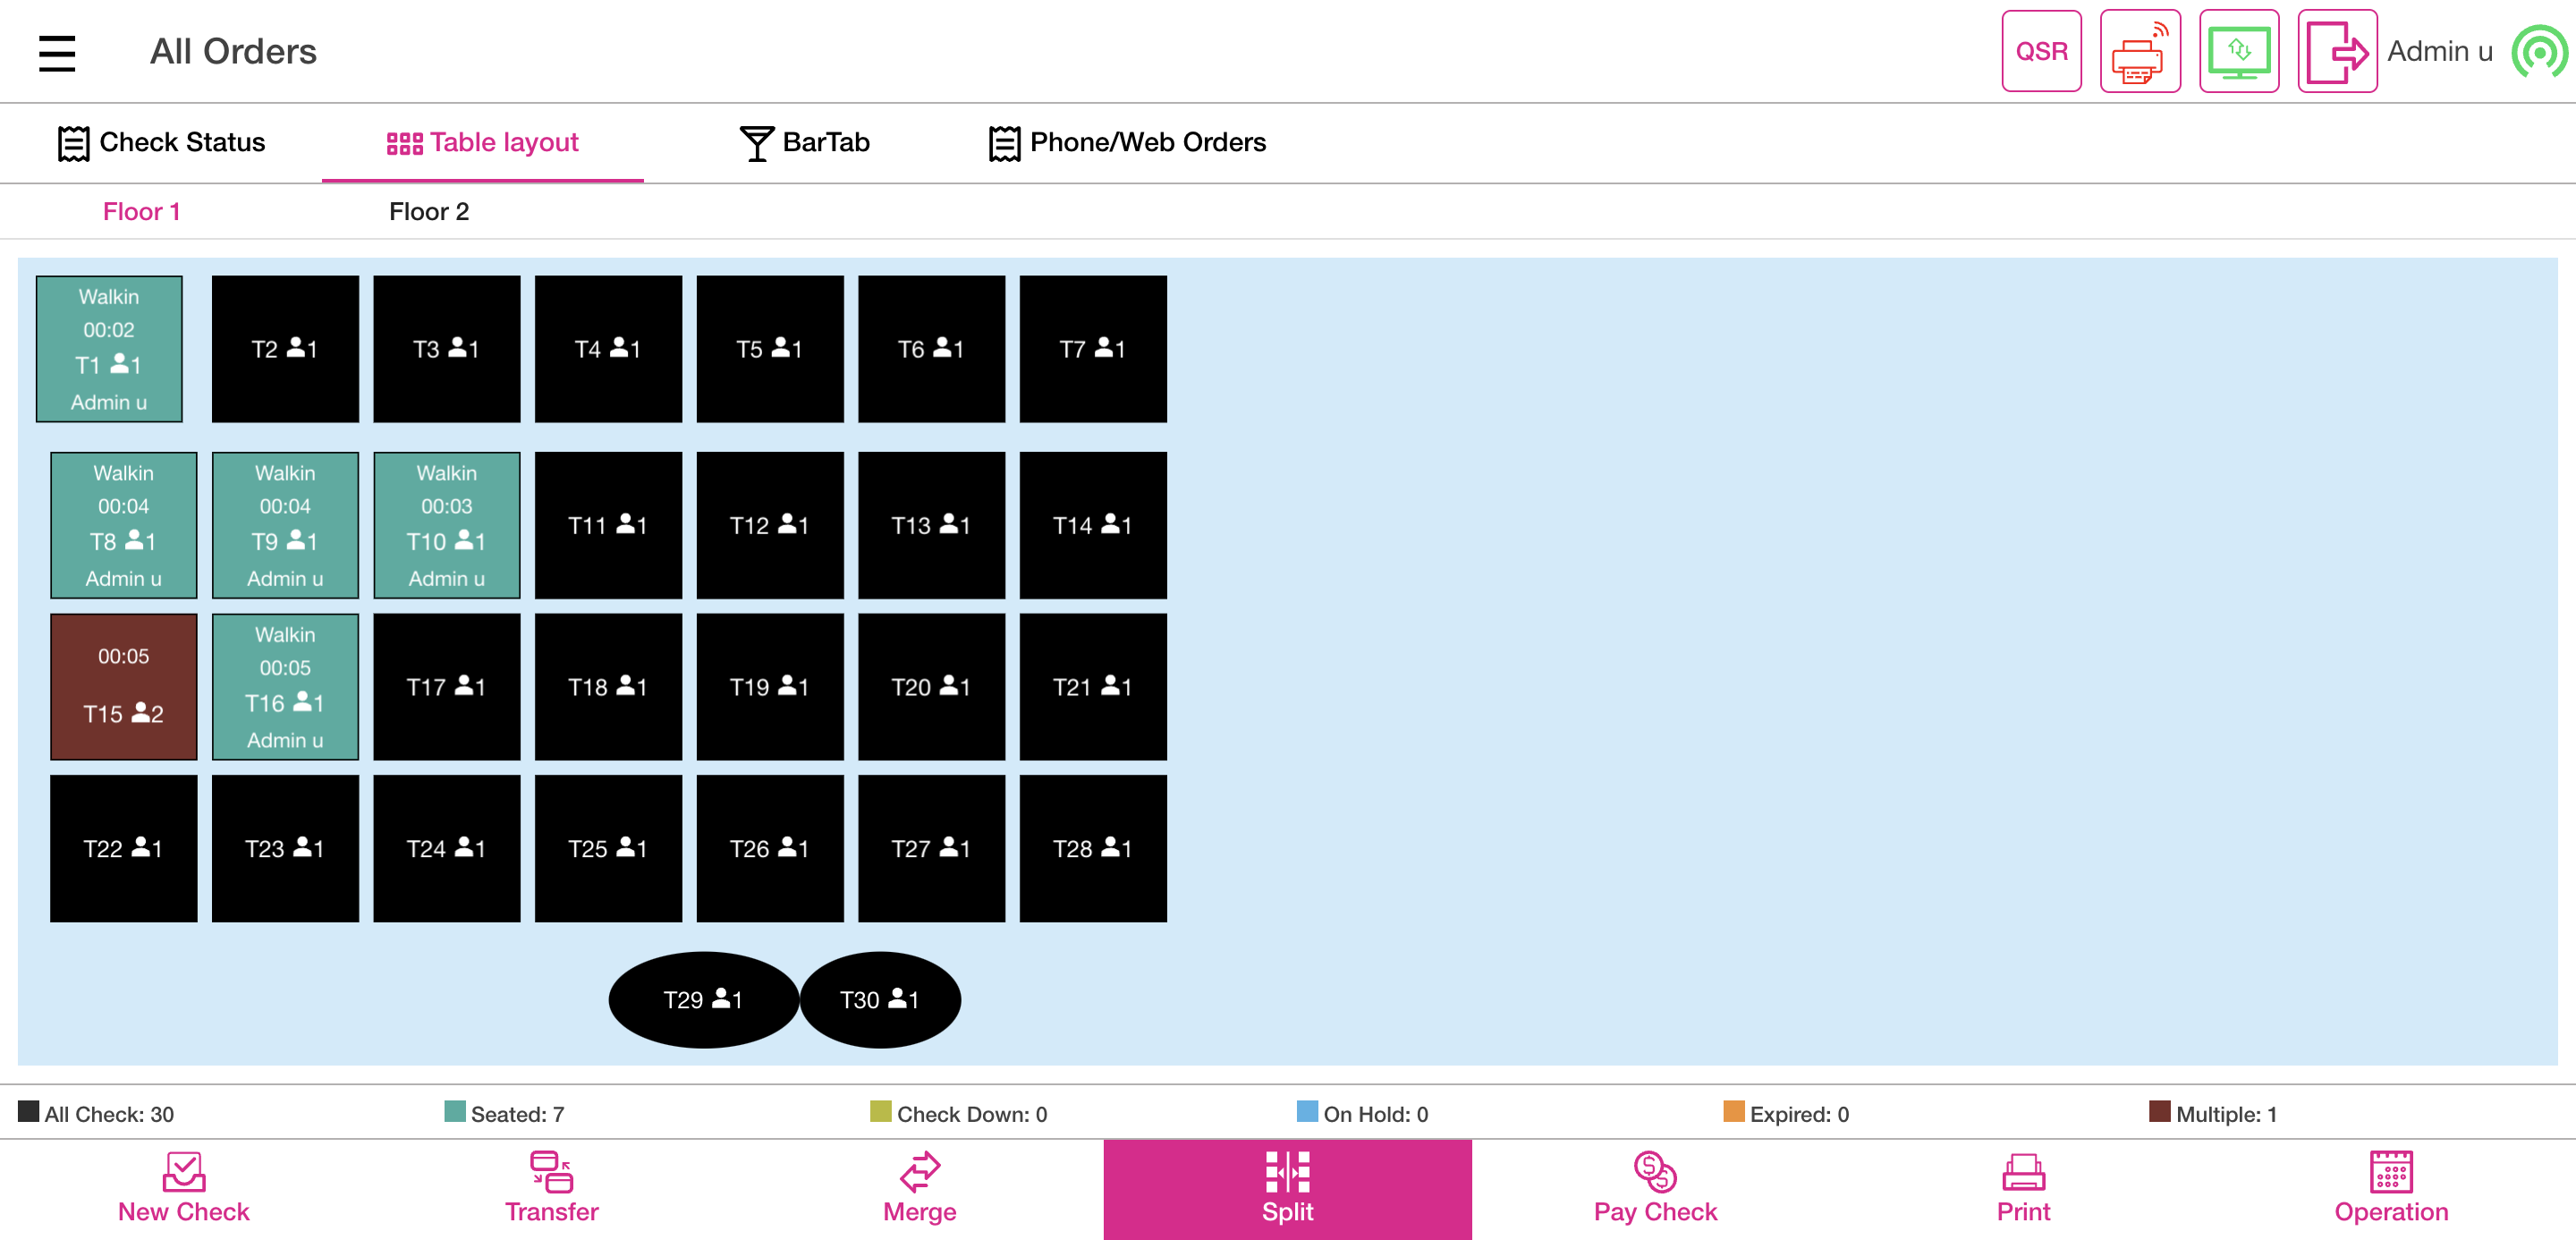 All Orders
QSR
Admin u
Check Status
Table layout
BarTab
Phone/Web Orders
Floor 1
Floor 2
Walkin
00:02
T1 1
Admin u
T2 1
T3 1
T4 1
T5 1
T6 1
T7 1
Walkin
00:04
T8 1
Admin u
Walkin
00:04
T9 1
Admin u
Walkin
00:03
T10 1
Admin u
T11 1
T12 1
T13 1
T14 1
00:05
T15 2
Walkin
00:05
T16 1
Admin u
T17 1
T18 1
T19 1
T20 1
T21 1
T22 1
T23 1
T24 1
T25 1
T26 1
T27 1
T28 1
T29 1
T30 1
All Check: 30
Seated: 7
Check Down: 0
On Hold: 0
Expired: 0
Multiple: 1
New Check
Transfer
Merge
Split
Pay Check
Print
Operation